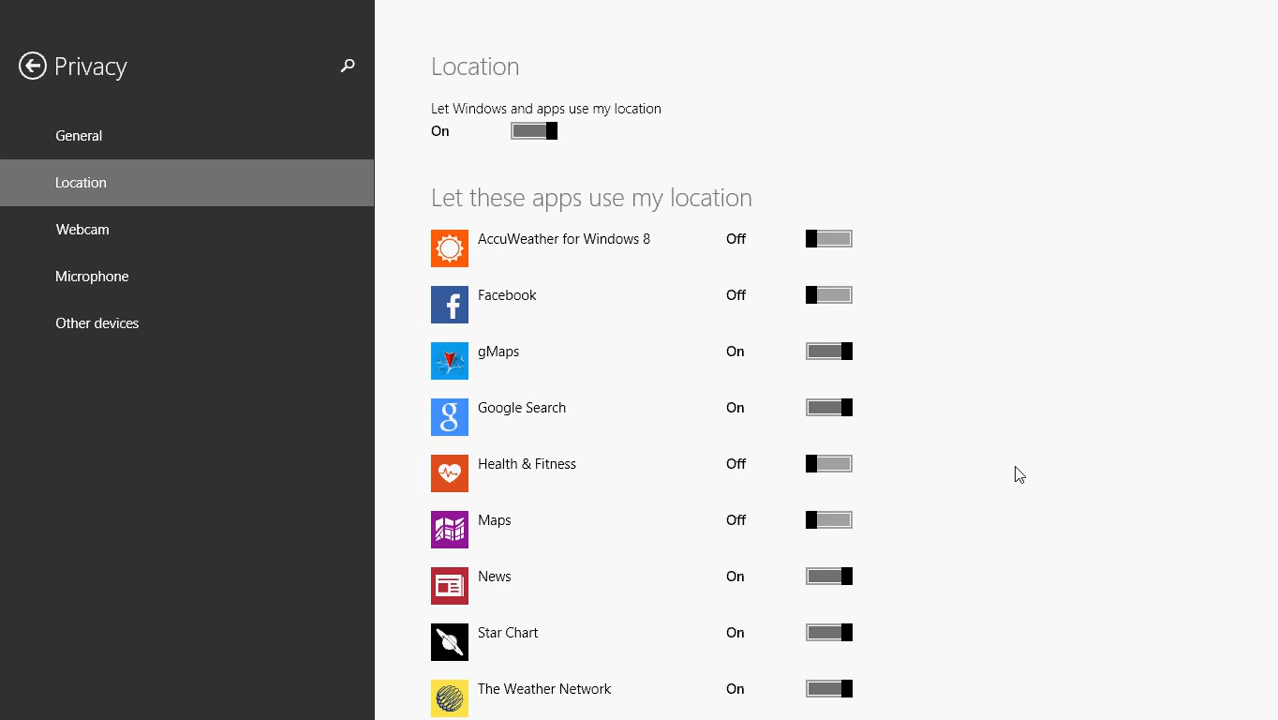 Privacy
General
Location
Webcam
Microphone
Other devices
Location
Let Windows and apps use my location
On
Let these apps use my location
AccuWeather for Windows 8 Off
Facebook Off
gMaps On
Google Search On
Health & Fitness Off
Maps Off
News On
Star Chart On
The Weather Network On